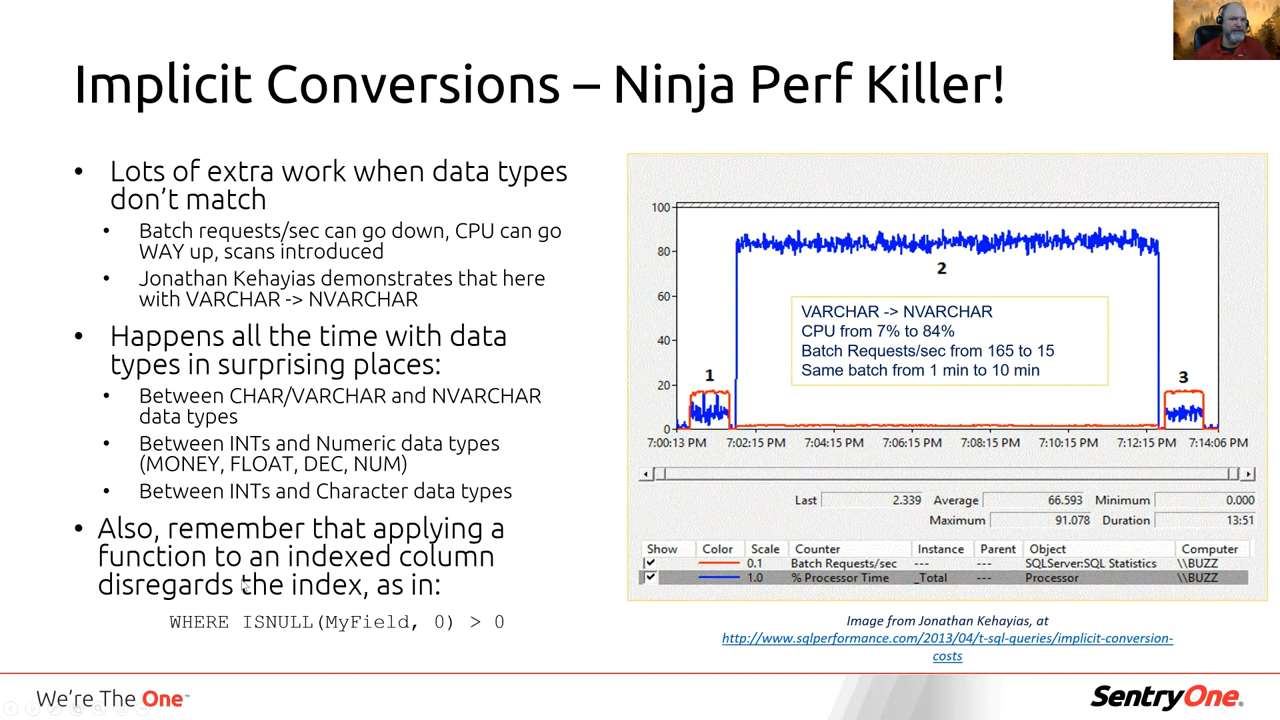 Implicit Conversions – Ninja Perf Killer!
• Lots of extra work when data types
don't match
• Batch requests/sec can go down, CPU can go
WAY up, scans introduced
• Jonathan Kehayias demonstrates that here
with VARCHAR -> NVARCHAR
• Happens all the time with data
types in surprising places:
• Between CHAR/VARCHAR and NVARCHAR
data types
• Between INTs and Numeric data types
(MONEY, FLOAT, DEC, NUM)
• Between INTs and Character data types
• Also, remember that applying a
function to an indexed column
disregards the index, as in:
WHERE ISNULL(MyField, 0) > 0
100
80
60
40
20
0
1
2
3
VARCHAR -> NVARCHAR
CPU from 7% to 84%
Batch Requests/sec from 165 to 15
Same batch from 1 min to 10 min
7:00:13 PM 7:02:15 PM 7:04:15 PM 7:06:15 PM 7:08:15 PM 7:10:15 PM 7:12:15 PM 7:14:06 PM
Last 2.339 Average 66.593 Minimum 0.000
Maximum 91.078 Duration 13:51
Show Color Scale Counter Instance Parent Object Computer
0.1 Batch Requests/sec --- --- SQLServer:SQL Statistics \\BUZZ
1.0 % Processor Time _Total --- Processor \\BUZZ
Image from Jonathan Kehayias, at
http://www.sqlperformance.com/2013/04/t-sql-queries/implicit-conversion-
costs
We're The One™
SentryOne®